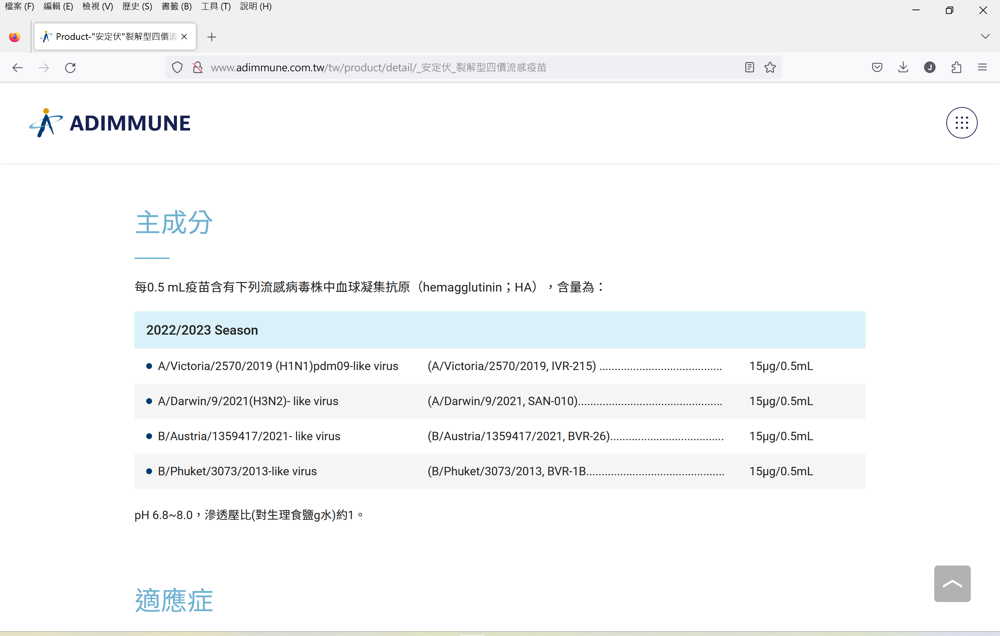 檔案 (F) 編輯 (E) 檢視 (V) 歷史 (S) 書籤 (B) 工具 (T) 說明 (H)
Product-"安定伏"裂解型四價流
www.adimmune.com.tw/tw/product/detail/_安定伏_裂解型四價流感疫苗
J
ADIMMUNE
主成分
每0.5 mL疫苗含有下列流感病毒株中血球凝集抗原（hemagglutinin；HA），含量為：
2022/2023 Season
A/Victoria/2570/2019 (H1N1)pdm09-like virus (A/Victoria/2570/2019, IVR-215) ........................................ 15µg/0.5mL
A/Darwin/9/2021(H3N2)- like virus (A/Darwin/9/2021, SAN-010)............................................... 15µg/0.5mL
B/Austria/1359417/2021- like virus (B/Austria/1359417/2021, BVR-26)..................................... 15µg/0.5mL
B/Phuket/3073/2013-like virus (B/Phuket/3073/2013, BVR-1B............................................. 15µg/0.5mL
pH 6.8~8.0，滲透壓比(對生理食鹽g水)約1。
適應症